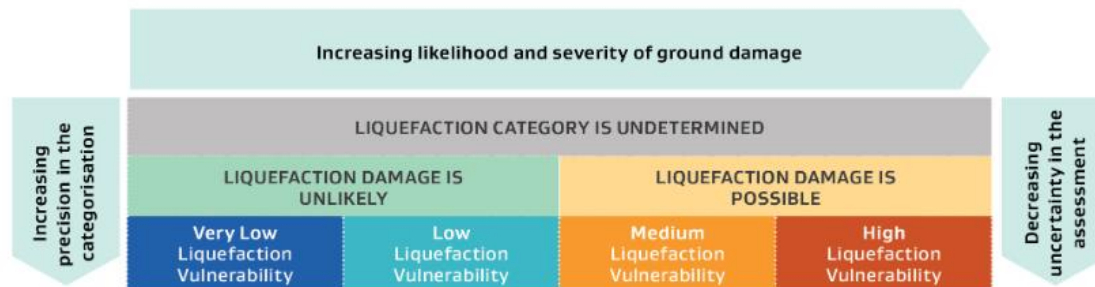 Increasing likelihood and severity of ground damage
Increasing
precision in the
categorisation
LIQUEFACTION CATEGORY IS UNDETERMINED
LIQUEFACTION DAMAGE IS
UNLIKELY
LIQUEFACTION DAMAGE IS
POSSIBLE
Very Low
Liquefaction
Vulnerability
Low
Liquefaction
Vulnerability
Medium
Liquefaction
Vulnerability
High
Liquefaction
Vulnerability
Decreasing
uncertainty in the
assessment